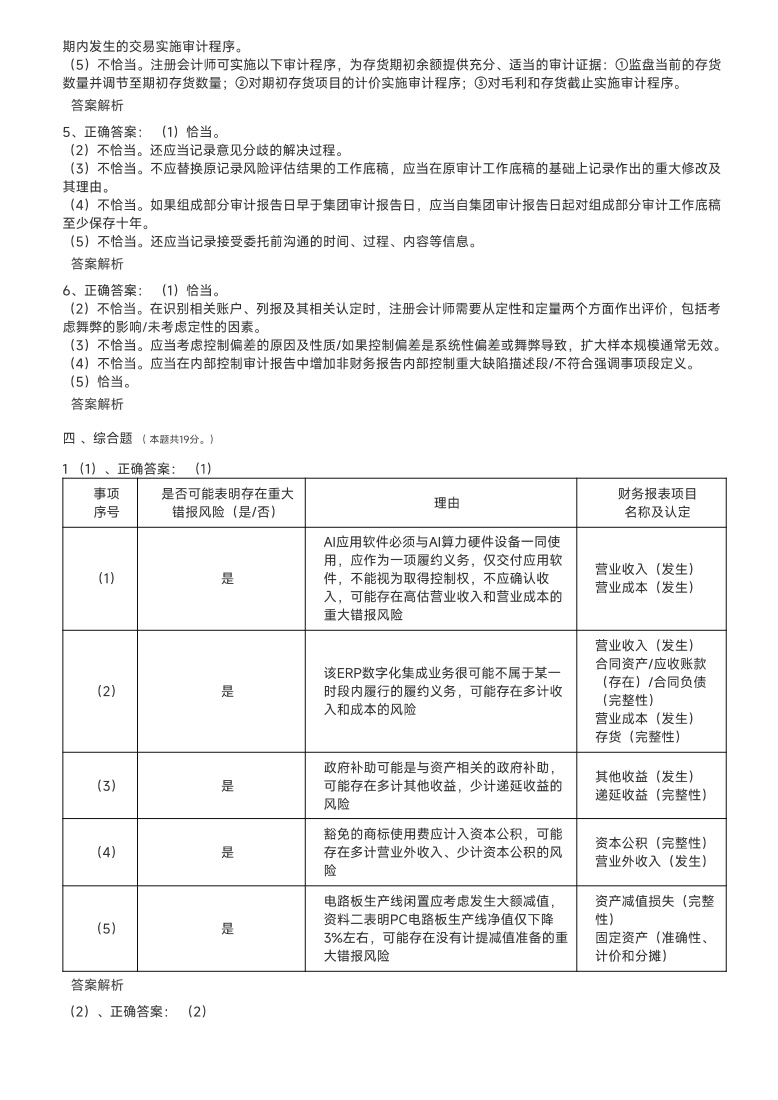 期内发生的交易实施审计程序。
（5）不恰当。注册会计师可实施以下审计程序，为存货期初余额提供充分、适当的审计证据：①监盘当前的存货
数量并调节至期初存货数量；②对期初存货项目的计价实施审计程序；③对毛利和存货截止实施审计程序。
答案解析
5、正确答案： （1）恰当。
（2）不恰当。还应当记录意见分歧的解决过程。
（3）不恰当。不应替换原记录风险评估结果的工作底稿，应当在原审计工作底稿的基础上记录作出的重大修改及
其理由。
（4）不恰当。如果组成部分审计报告日早于集团审计报告日，应当自集团审计报告日起对组成部分审计工作底稿
至少保存十年。
（5）不恰当。还应当记录接受委托前沟通的时间、过程、内容等信息。
答案解析
6、正确答案： （1）恰当。
（2）不恰当。在识别相关账户、列报及其相关认定时，注册会计师需要从定性和定量两个方面作出评价，包括考
虑舞弊的影响/未考虑定性的因素。
（3）不恰当。应当考虑控制偏差的原因及性质/如果控制偏差是系统性偏差或舞弊导致，扩大样本规模通常无效。
（4）不恰当。应当在内部控制审计报告中增加非财务报告内部控制重大缺陷描述段/不符合强调事项段定义。
（5）恰当。
答案解析
四 、综合题 （ 本题共19分。）
1 （1）、正确答案： （1）
事项
序号
是否可能表明存在重大
错报风险（是/否）
理由
财务报表项目
名称及认定
（1）
是
AI应用软件必须与AI算力硬件设备一同使
用，应作为一项履约义务，仅交付应用软
件，不能视为取得控制权，不应确认收
入，可能存在高估营业收入和营业成本的
重大错报风险
营业收入（发生）
营业成本（发生）
（2）
是
该ERP数字化集成业务很可能不属于某一
时段内履行的履约义务，可能存在多计收
入和成本的风险
营业收入（发生）
合同资产/应收账款
（存在）/合同负债
（完整性）
营业成本（发生）
存货（完整性）
（3）
是
政府补助可能是与资产相关的政府补助，
可能存在多计其他收益，少计递延收益的
风险
其他收益（发生）
递延收益（完整性）
（4）
是
豁免的商标使用费应计入资本公积，可能
存在多计营业外收入、少计资本公积的风
险
资本公积（完整性）
营业外收入（发生）
（5）
是
电路板生产线闲置应考虑发生大额减值，
资料二表明PC电路板生产线净值仅下降
3%左右，可能存在没有计提减值准备的重
大错报风险
资产减值损失（完整
性）
固定资产（准确性、
计价和分摊）
答案解析
（2）、正确答案： （2）